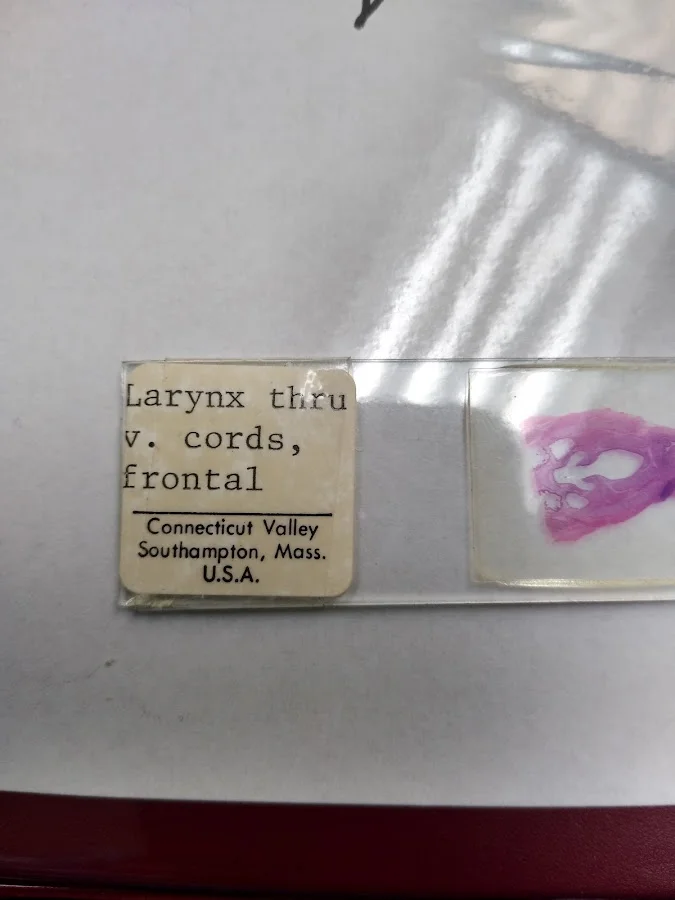 Larynx thru
v. cords,
frontal
Connecticut Valley
Southampton, Mass.
U.S.A.